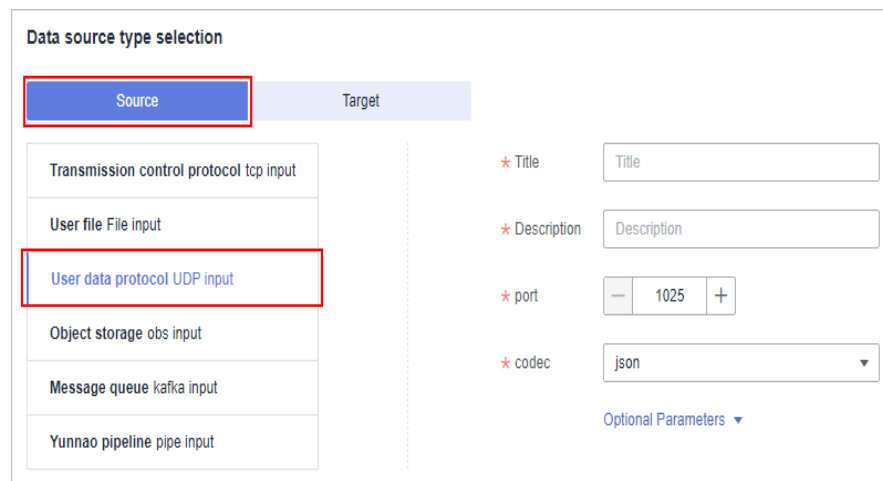 Data source type selection
Source
Target
Transmission control protocol tcp input
User file File input
User data protocol UDP input
Object storage obs input
Message queue kafka input
Yunnao pipeline pipe input
* Title
Title
* Description
Description
* port
— 1025 +
* codec
json
Optional Parameters